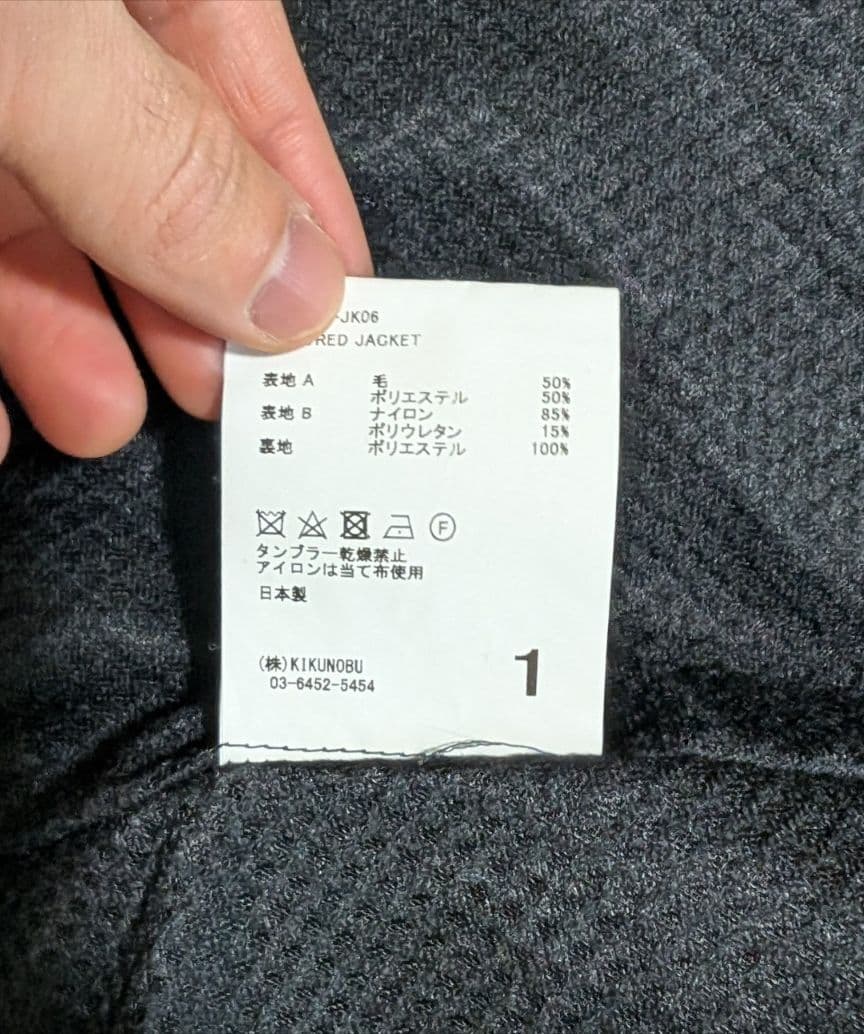 -JK06
RED JACKET
表地 A 毛 50%
ポリエステル 50%
表地 B ナイロン 85%
ポリウレタン 15%
裏地 ポリエステル 100%
F
タンブラー乾燥禁止
アイロンは当て布使用
日本製
(株)KIKUNOBU
03-6452-5454
1